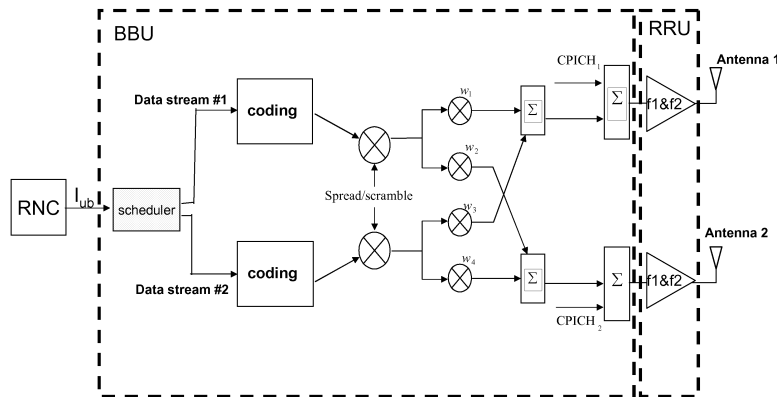 BBU
RRU
Antenna 1
CPICH1
Data stream #1
coding
w1
Σ
Σ
f1&f2
w2
RNC
Iub
scheduler
Spread/scramble
w3
Antenna 2
coding
w4
Σ
Σ
f1&f2
Data stream #2
CPICH2